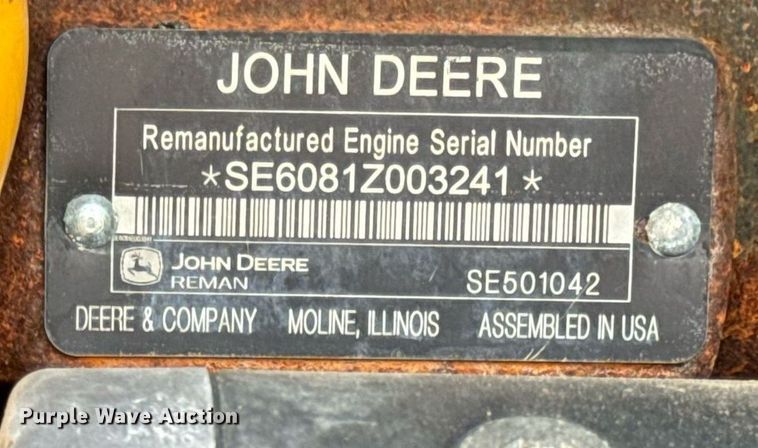 JOHN DEERE
Remanufactured Engine Serial Number
*SE6081Z003241*
JOHN DEERE
REMAN
SE501042
DEERE & COMPANY MOLINE, ILLINOIS ASSEMBLED IN USA
Purple Wave Auction